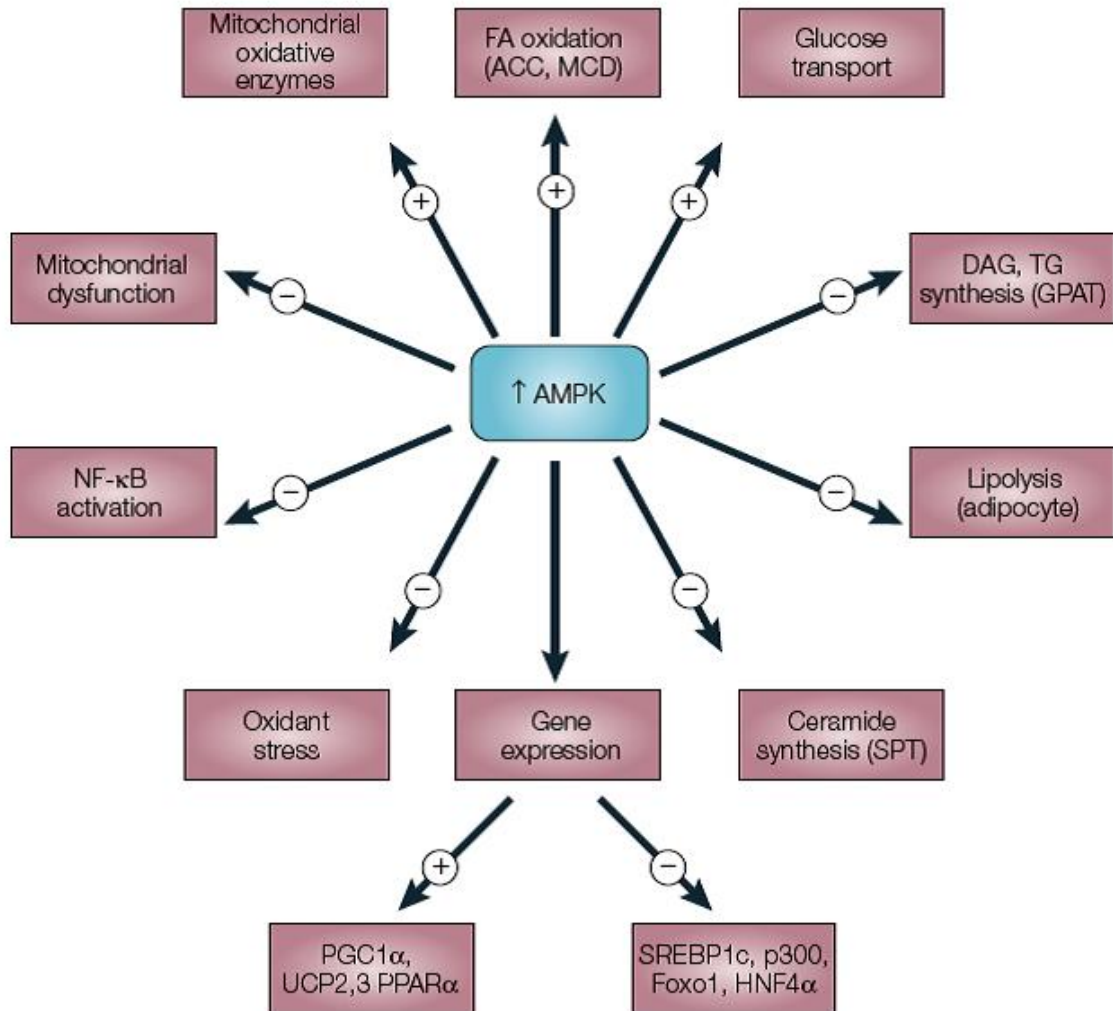 Mitochondrial
oxidative
enzymes
FA oxidation
(ACC, MCD)
Glucose
transport
+
+
+
Mitochondrial
dysfunction
−
−
DAG, TG
synthesis (GPAT)
↑ AMPK
NF-κB
activation
−
−
Lipolysis
(adipocyte)
−
−
Oxidant
stress
Gene
expression
Ceramide
synthesis (SPT)
+
−
PGC1α,
UCP2,3 PPARα
SREBP1c, p300,
Foxo1, HNF4α